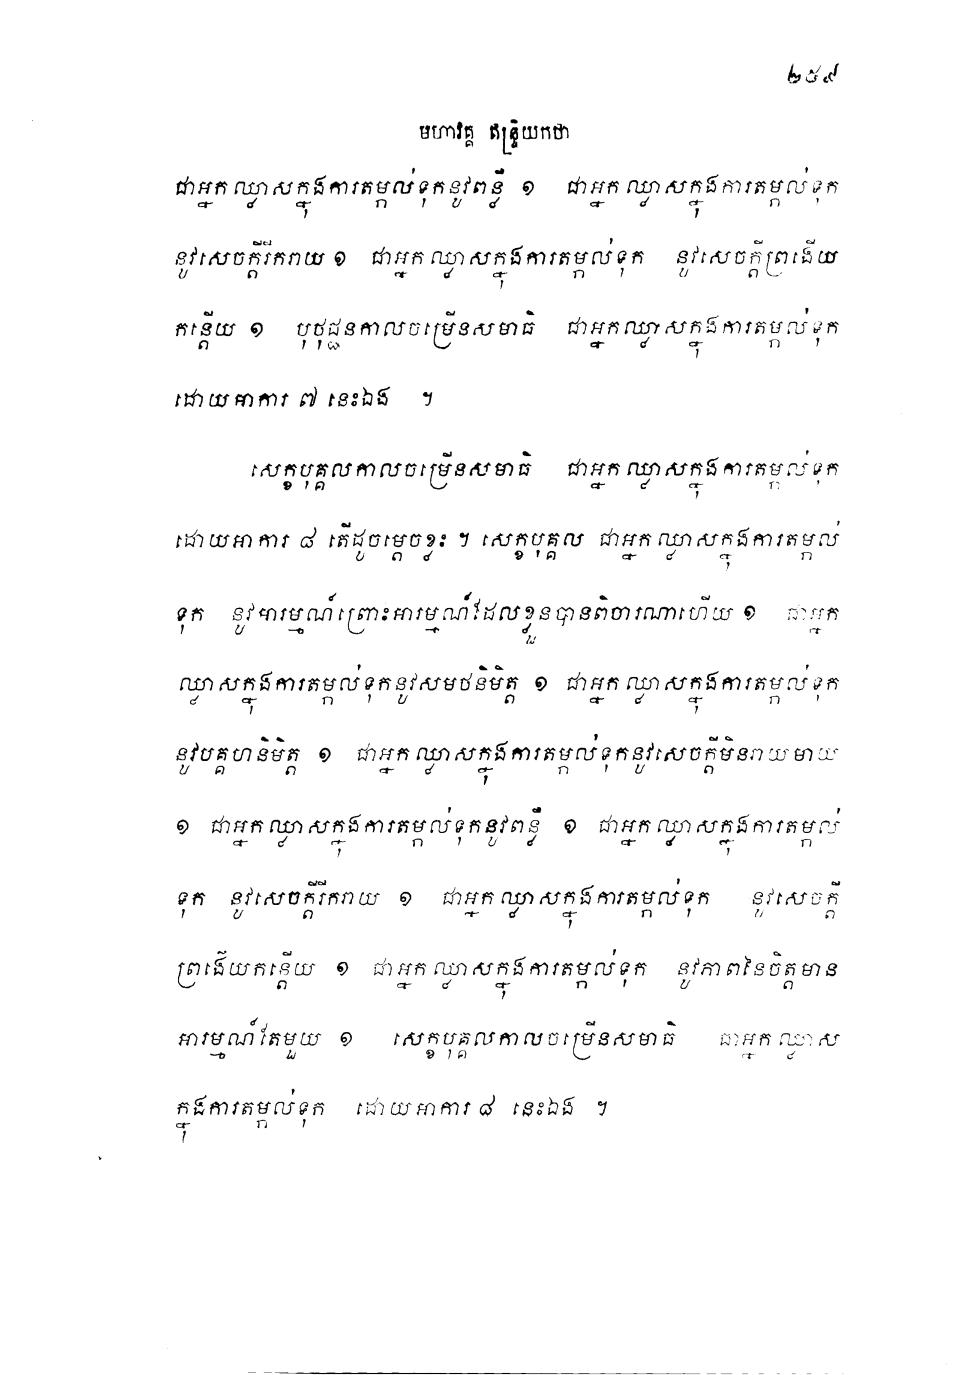 ២៥៩
មហាវគ្គ ឥន្ទ្រិយកថា
ជាអ្នកឈ្លាសក្នុងការតម្កល់ទុកនូវពន្លឺ ១ ជាអ្នកឈ្លាសក្នុងការតម្កល់ទុក
នូវសេចក្តីរីករាយ ១ ជាអ្នកឈ្លាសក្នុងការតម្កល់ទុក នូវសេចក្តីព្រងើយ
កន្តើយ ១ បុថុជ្ជនកាលចម្រើនសមាធិ ជាអ្នកឈ្លាសក្នុងការតម្កល់ទុក
ដោយអាការ ៧ នេះឯង ។
សេក្ខបុគ្គលកាលចម្រើនសមាធិ ជាអ្នកឈ្លាសក្នុងការតម្កល់ទុក
ដោយអាការ ៨ តើដូចម្តេចខ្លះ ។ សេក្ខបុគ្គល ជាអ្នកឈ្លាសក្នុងការតម្កល់
ទុក នូវអារម្មណ៍ព្រោះអារម្មណ៍ដែលខ្លួនបានពិចារណាហើយ ១ ជាអ្នក
ឈ្លាសក្នុងការតម្កល់ទុកនូវសមថនិមិត្ត ១ ជាអ្នកឈ្លាសក្នុងការតម្កល់ទុក
នូវបគ្គហនិមិត្ត ១ ជាអ្នកឈ្លាសក្នុងការតម្កល់ទុកនូវសេចក្តីមិនរាយមាយ
១ ជាអ្នកឈ្លាសក្នុងការតម្កល់ទុកនូវពន្លឺ ១ ជាអ្នកឈ្លាសក្នុងការតម្កល់
ទុក នូវសេចក្តីរីករាយ ១ ជាអ្នកឈ្លាសក្នុងការតម្កល់ទុក នូវសេចក្តី
ព្រងើយកន្តើយ ១ ជាអ្នកឈ្លាសក្នុងការតម្កល់ទុក នូវភាពនៃចិត្តមាន
អារម្មណ៍តែមួយ ១ សេក្ខបុគ្គលកាលចម្រើនសមាធិ ជាអ្នកឈ្លាស
ក្នុងការតម្កល់ទុក ដោយអាការ ៨ នេះឯង ។